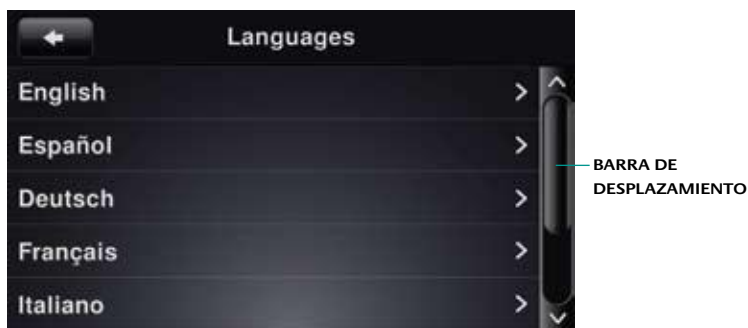 Languages
English
Español
Deutsch
Français
Italiano
BARRA DE
DESPLAZAMIENTO